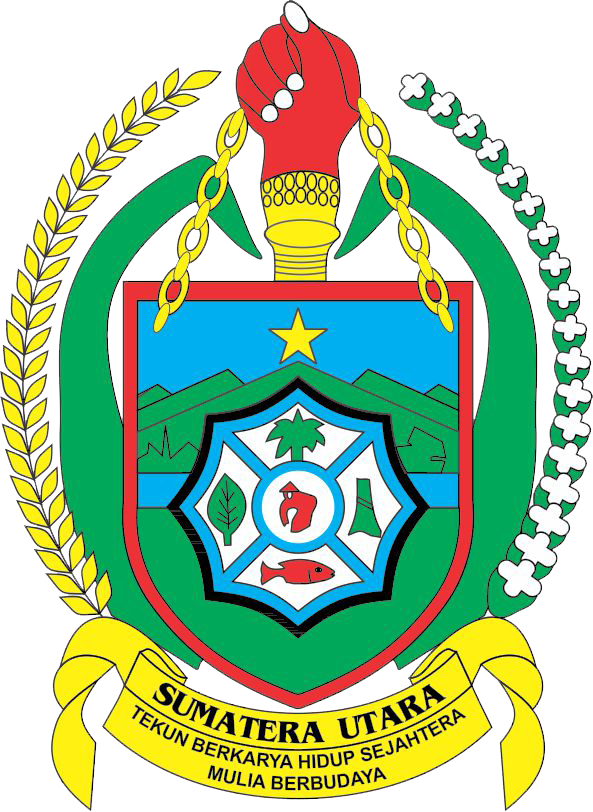 SUMATERA UTARA
TEKUN BERKARYA HIDUP SEJAHTERA
MULIA BERBUDAYA